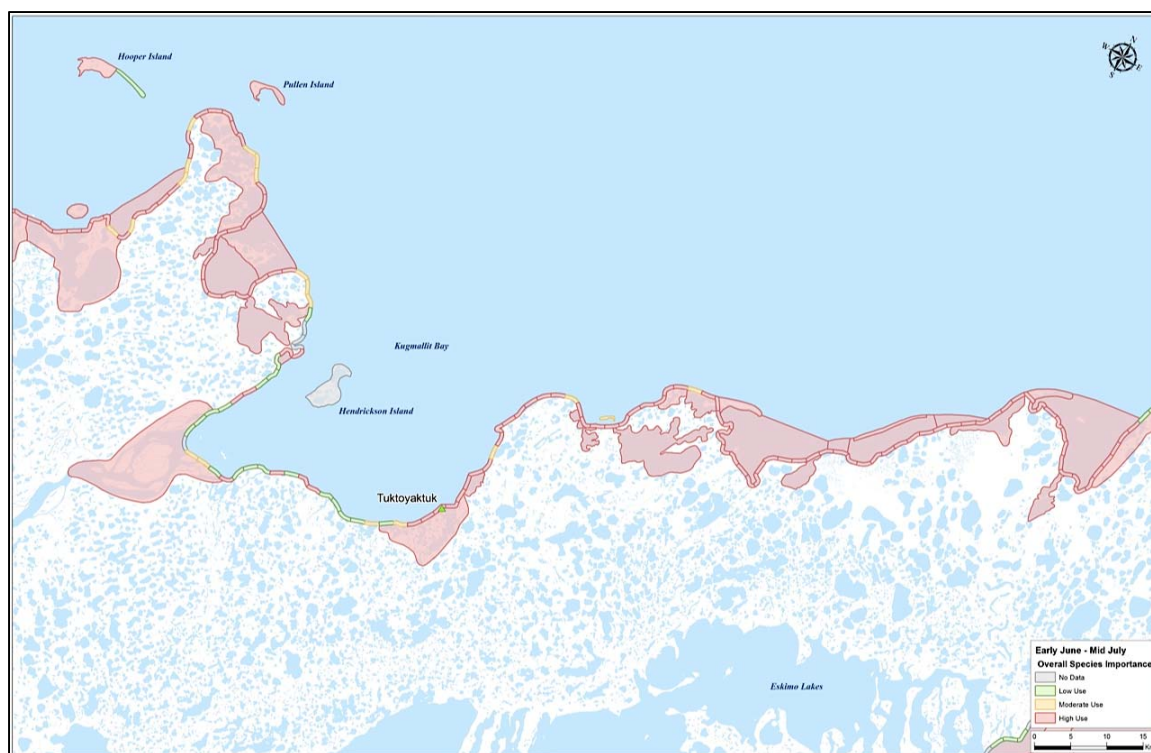 Hooper Island
Pullen Island
N
W
E
S
Kugmallit Bay
Hendrickson Island
Tuktoyaktuk
Eskimo Lakes
Early June - Mid July
Overall Species Importance
No Data
Low Use
Moderate Use
High Use
0 5 10 15